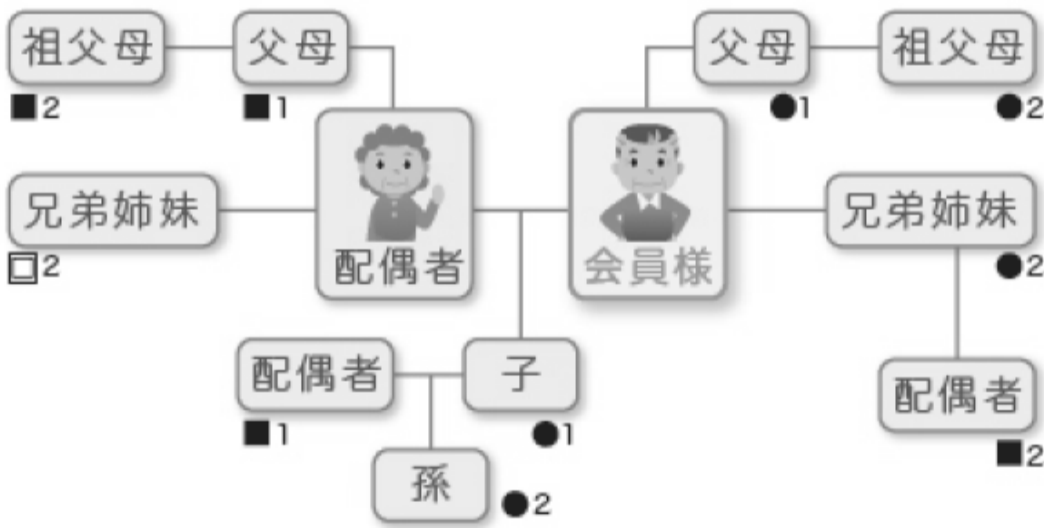 祖父母 父母 父母 祖父母
■2 ■1 ●1 ●2
兄弟姉妹 兄弟姉妹
□2 ●2
配偶者 会員様
配偶者 子 配偶者
■1 ●1 ■2
孫 ●2